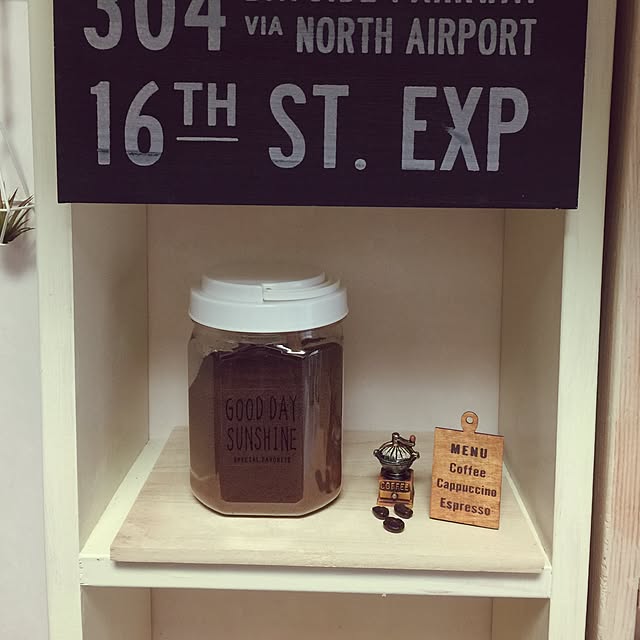 304 VIA NORTH AIRPORT
16TH ST. EXP
GOOD DAY
SUNSHINE
COFFEE
MENU
Coffee
Cappuccino
Espresso